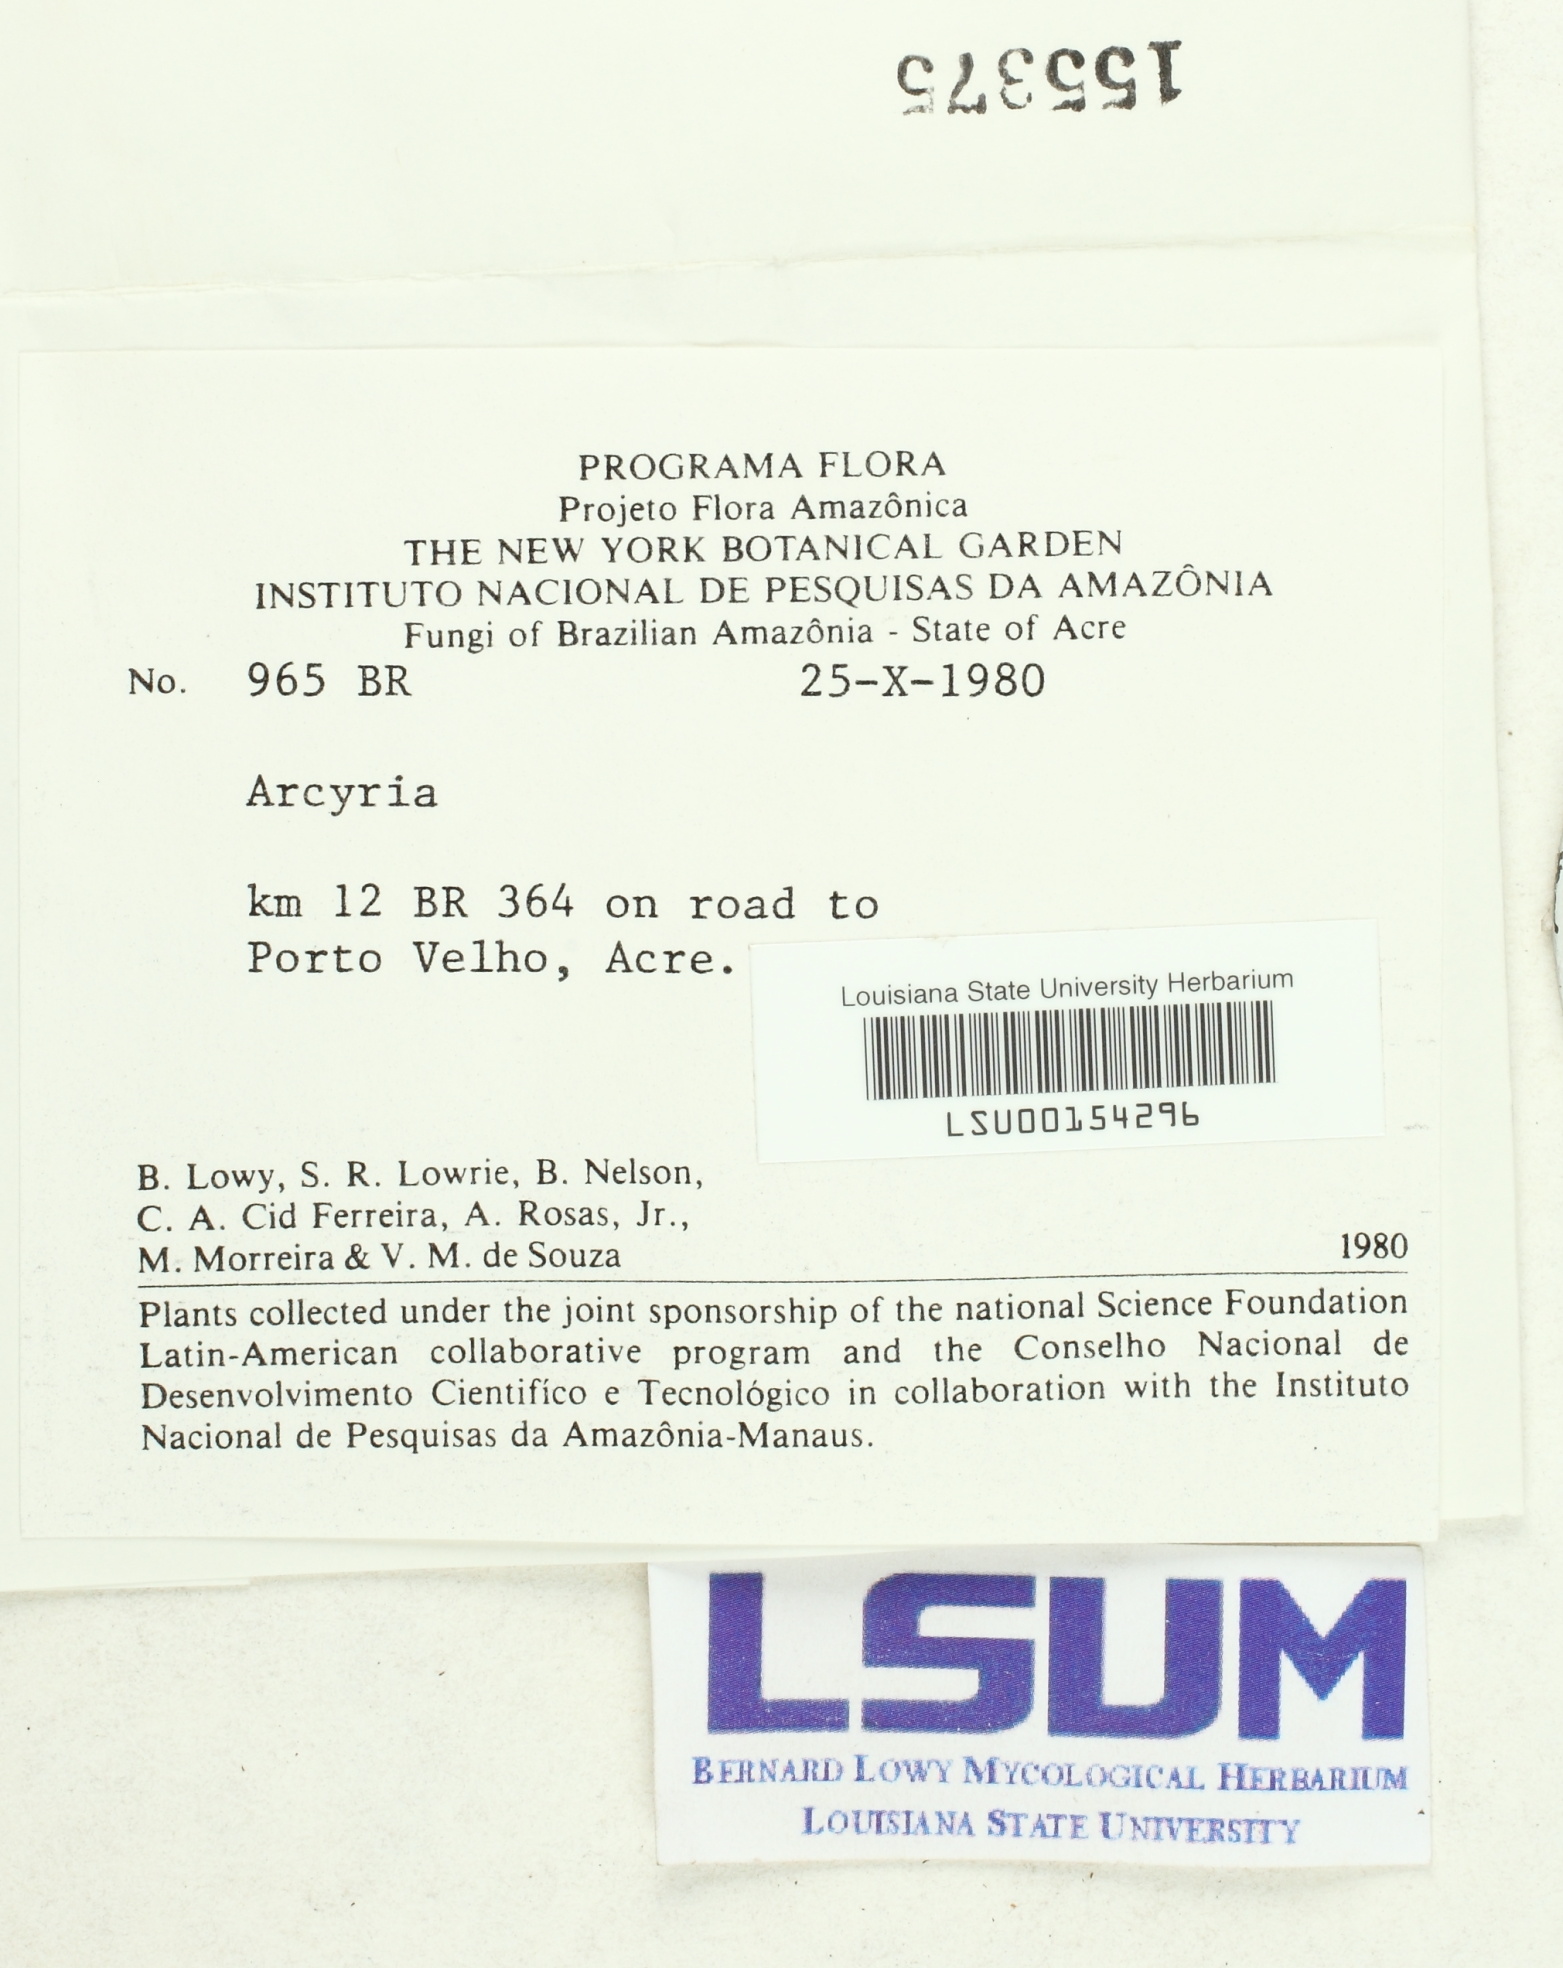 155375
PROGRAMA FLORA
Projeto Flora Amazônica
THE NEW YORK BOTANICAL GARDEN
INSTITUTO NACIONAL DE PESQUISAS DA AMAZÔNIA
Fungi of Brazilian Amazônia - State of Acre
No. 965 BR 25-X-1980
Arcyria
km 12 BR 364 on road to
Porto Velho, Acre.
Louisiana State University Herbarium
LSU00154296
B. Lowy, S. R. Lowrie, B. Nelson,
C. A. Cid Ferreira, A. Rosas, Jr.,
M. Morreira & V. M. de Souza 1980
Plants collected under the joint sponsorship of the national Science Foundation
Latin-American collaborative program and the Conselho Nacional de
Desenvolvimento Cientifíco e Tecnológico in collaboration with the Instituto
Nacional de Pesquisas da Amazônia-Manaus.
LSUM
BERNARD LOWY MYCOLOGICAL HERBARIUM
LOUISIANA STATE UNIVERSITY